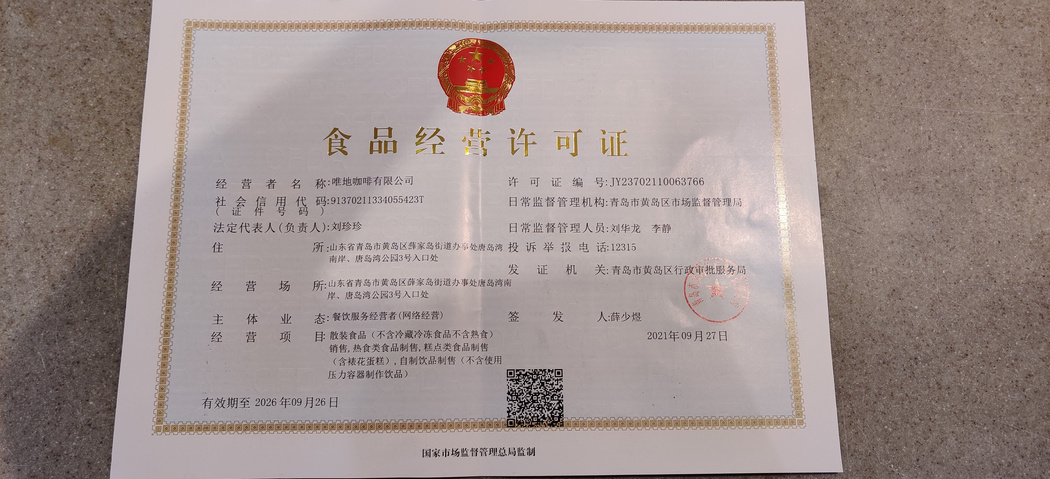 食品经营许可证
经营者名称:唯地咖啡有限公司
社会信用代码:91370211334055423T
(证件号码)
法定代表人(负责人):刘珍珍
住所:山东省青岛市黄岛区薛家岛街道办事处唐岛湾
南岸、唐岛湾公园3号入口处
经营场所:山东省青岛市黄岛区薛家岛街道办事处唐岛湾南
岸、唐岛湾公园3号入口处
主体业态:餐饮服务经营者(网络经营)
经营项目:散装食品(不含冷藏冷冻食品不含熟食)
销售,热食类食品制售,糕点类食品制售
(含裱花蛋糕),自制饮品制售(不含使用
压力容器制作饮品)
有效期至 2026年09月26日
许可证编号:JY23702110063766
日常监督管理机构:青岛市黄岛区市场监督管理局
日常监督管理人员:刘华龙 李静
投诉举报电话:12315
发证机关:青岛市黄岛区行政审批服务局
签发人:薛少煜
2021年09月27日
国家市场监督管理总局监制